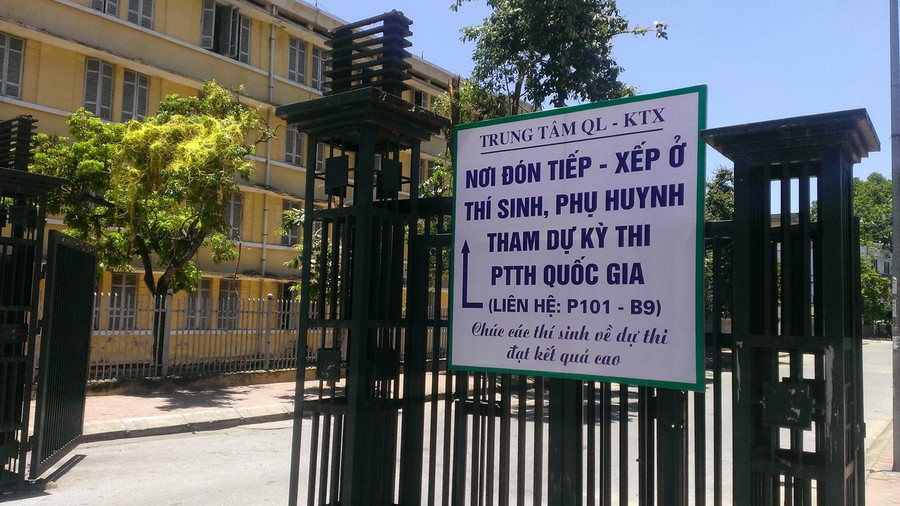 TRUNG TÂM QL - KTX
NƠI ĐÓN TIẾP - XẾP Ở
THÍ SINH, PHỤ HUYNH
THAM DỰ KỲ THI
PTTH QUỐC GIA
(LIÊN HỆ: P101 - B9)
Chúc các thí sinh về dự thi
đạt kết quả cao